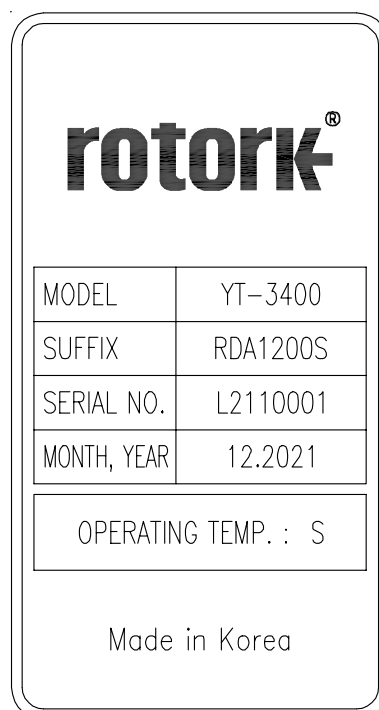 rotork®
MODEL YT-3400
SUFFIX RDA1200S
SERIAL NO. L2110001
MONTH, YEAR 12.2021
OPERATING TEMP. : S
Made in Korea